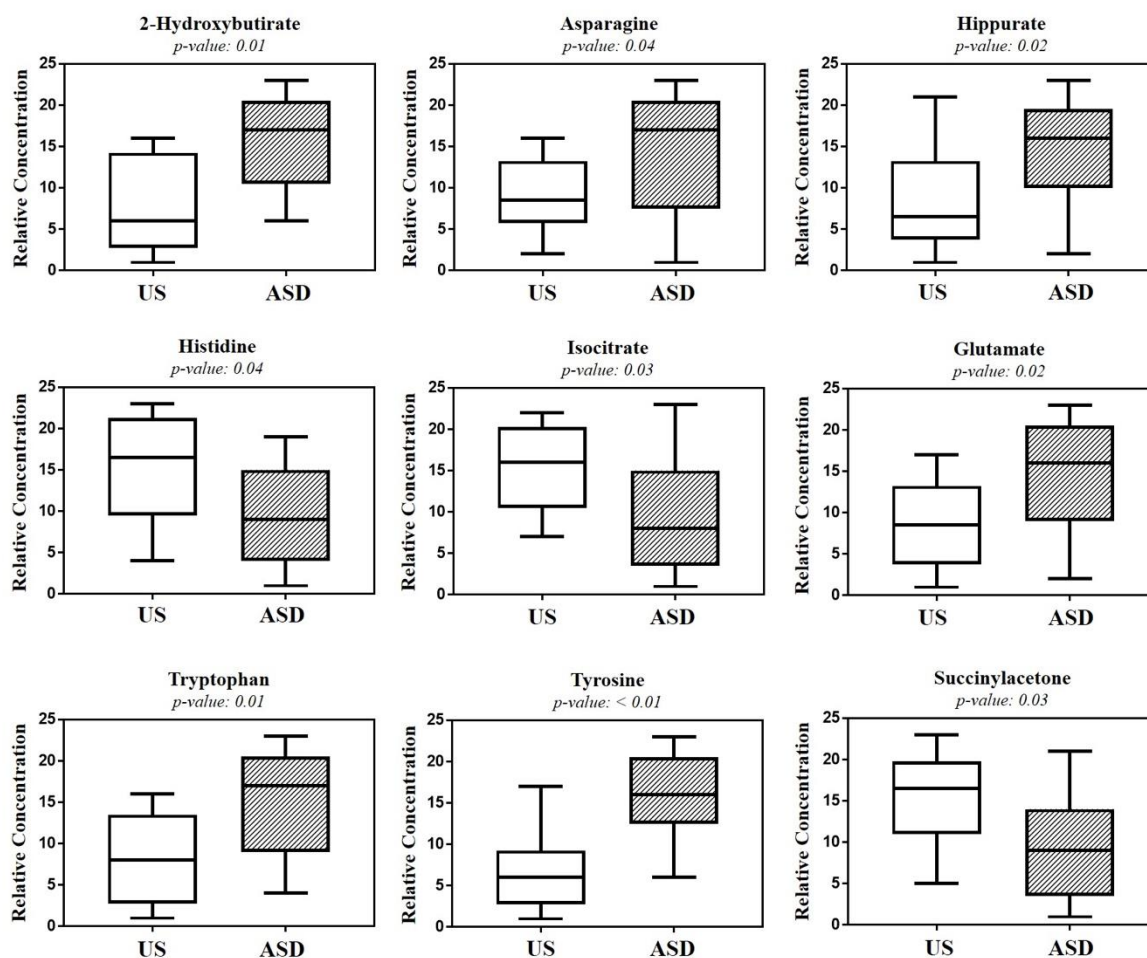 2-Hydroxybutirate
p-value: 0.01
Relative Concentration
25
20
15
10
5
0
US ASD
Asparagine
p-value: 0.04
Relative Concentration
25
20
15
10
5
0
US ASD
Hippurate
p-value: 0.02
Relative Concentration
25
20
15
10
5
0
US ASD
Histidine
p-value: 0.04
Relative Concentration
25
20
15
10
5
0
US ASD
Isocitrate
p-value: 0.03
Relative Concentration
25
20
15
10
5
0
US ASD
Glutamate
p-value: 0.02
Relative Concentration
25
20
15
10
5
0
US ASD
Tryptophan
p-value: 0.01
Relative Concentration
25
20
15
10
5
0
US ASD
Tyrosine
p-value: < 0.01
Relative Concentration
25
20
15
10
5
0
US ASD
Succinylacetone
p-value: 0.03
Relative Concentration
25
20
15
10
5
0
US ASD